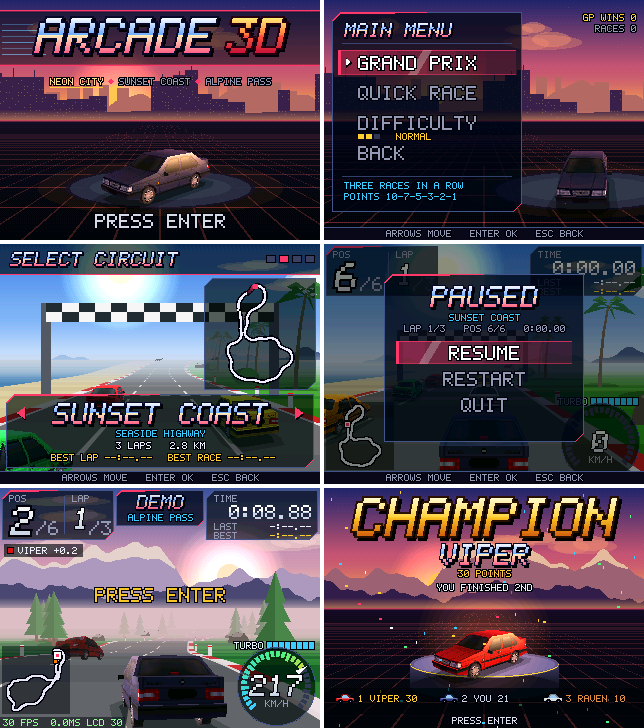 ARCADE 3D
NEON CITY • SUNSET COAST • ALPINE PASS
PRESS ENTER
MAIN MENU
GP WINS 0
RACES 0
GRAND PRIX
QUICK RACE
DIFFICULTY
NORMAL
BACK
THREE RACES IN A ROW
POINTS 10-7-5-3-2-1
ARROWS MOVE ENTER OK ESC BACK
SELECT CIRCUIT
SUNSET COAST
SEASIDE HIGHWAY
3 LAPS 2.8 KM
BEST LAP --:--.-- BEST RACE --:--.--
ARROWS MOVE ENTER OK ESC BACK
POS LAP TIME
6/6 1 0:00.00
--:--.--
PAUSED
SUNSET COAST
LAP 1/3 POS 6/6 0:00.00
RESUME
RESTART
QUIT
TURBO
0
KM/H
ARROWS MOVE ENTER OK ESC BACK
POS LAP DEMO TIME
2/6 1/3 ALPINE PASS 0:08.88
LAST --:--.--
BEST --:--.--
VIPER +0.2
PRESS ENTER
TURBO
217
KM/H
30 FPS 0.0MS LCD 30
CHAMPION
VIPER
30 POINTS
YOU FINISHED 2ND
1 VIPER 30 2 YOU 21 3 RAVEN 10
PRESS ENTER